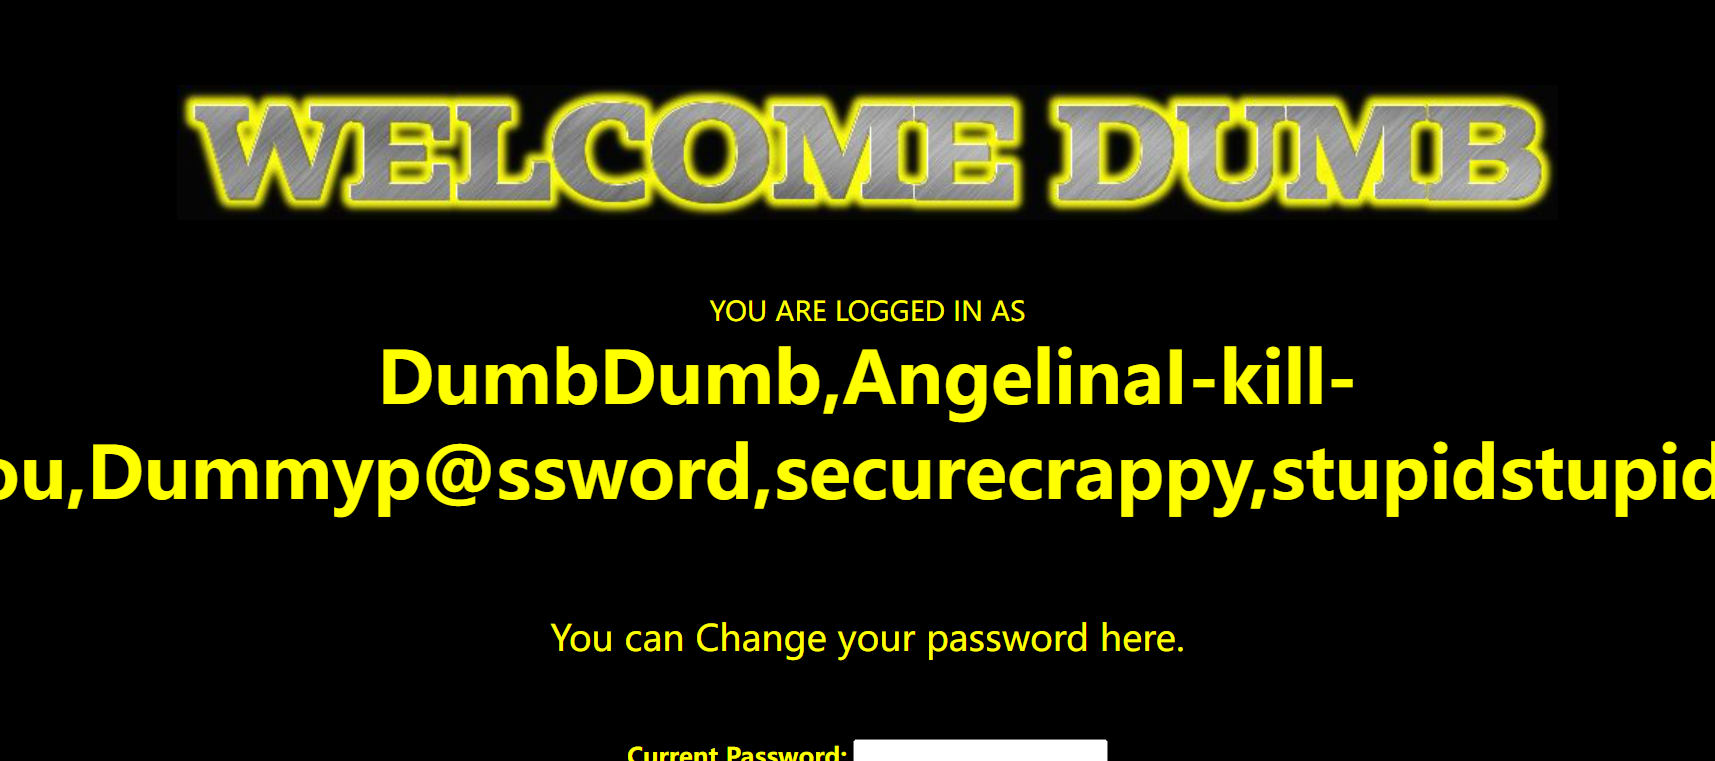 WELCOME DUMB
YOU ARE LOGGED IN AS
DumbDumb,AngelinaI-kill-
ou,Dummyp@ssword,securecrappy,stupidstupid
You can Change your password here.
Current Password: